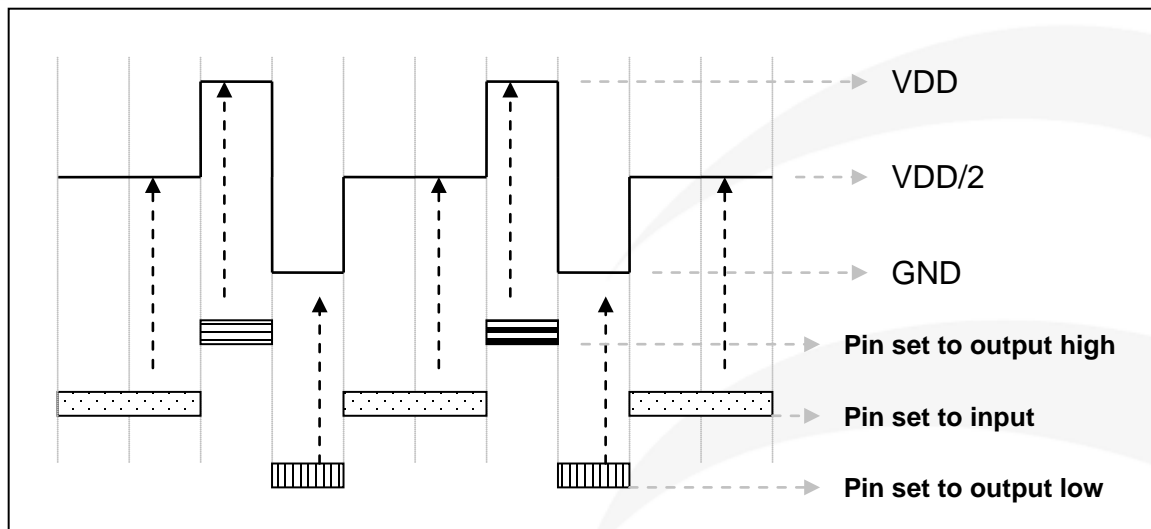 VDD
VDD/2
GND
Pin set to output high
Pin set to input
Pin set to output low